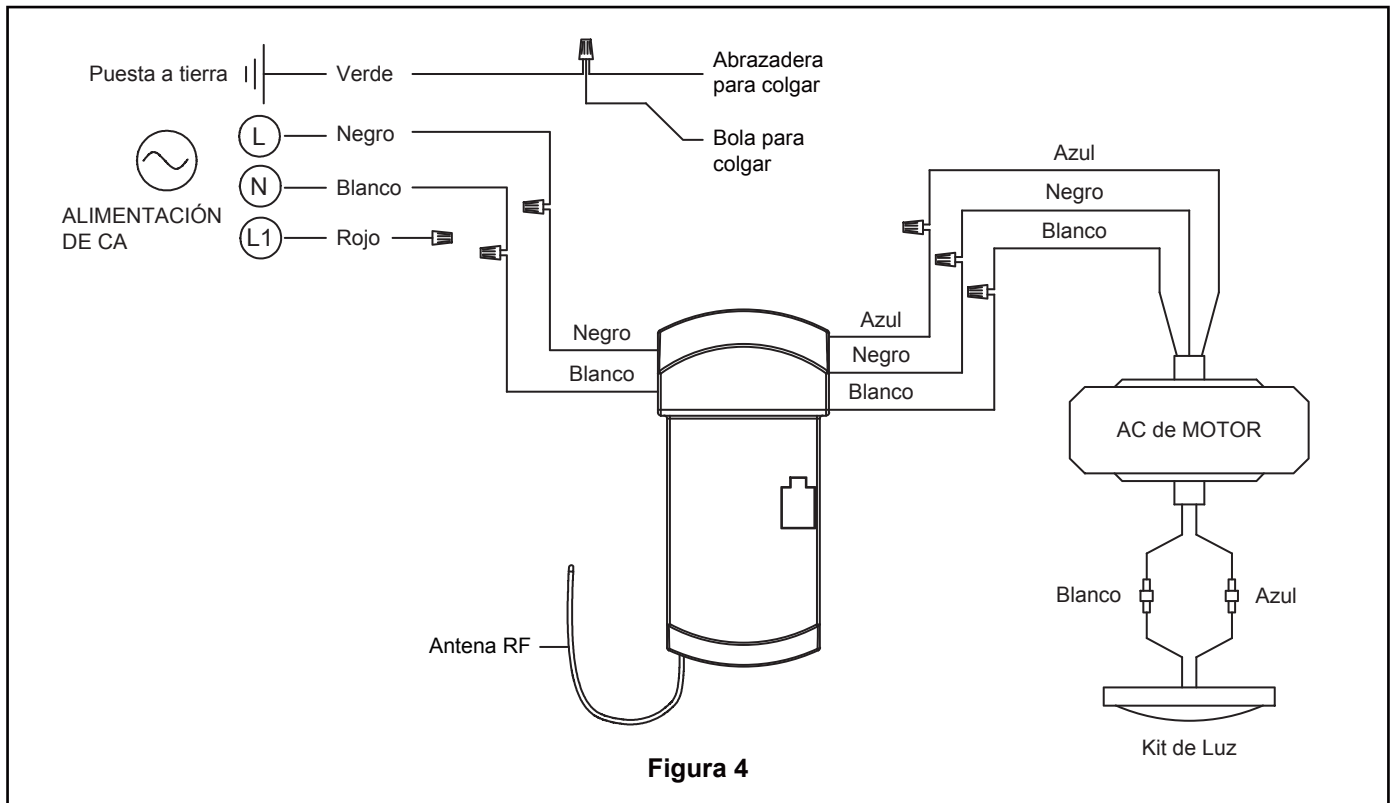 Puesta a tierra
Verde
Abrazadera
para colgar
L
Negro
Bola para
colgar
N
Blanco
ALIMENTACIÓN
DE CA
L1
Rojo
Azul
Negro
Blanco
Negro
Blanco
Azul
Negro
Blanco
AC de MOTOR
Blanco
Azul
Antena RF
Kit de Luz
Figura 4